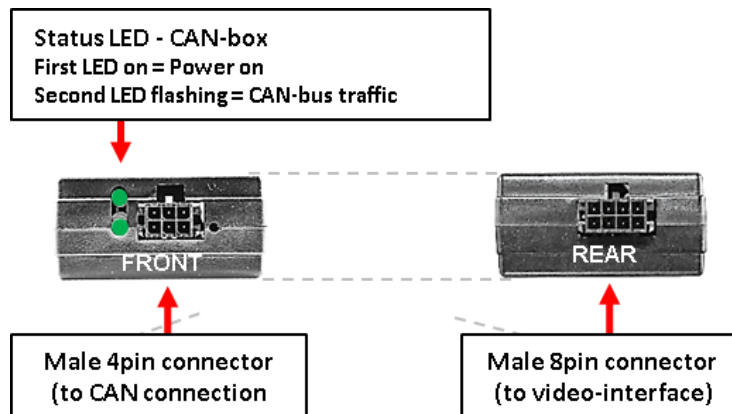 Status LED - CAN-box
First LED on = Power on
Second LED flashing = CAN-bus traffic
FRONT
REAR
Male 4pin connector
(to CAN connection
Male 8pin connector
(to video-interface)